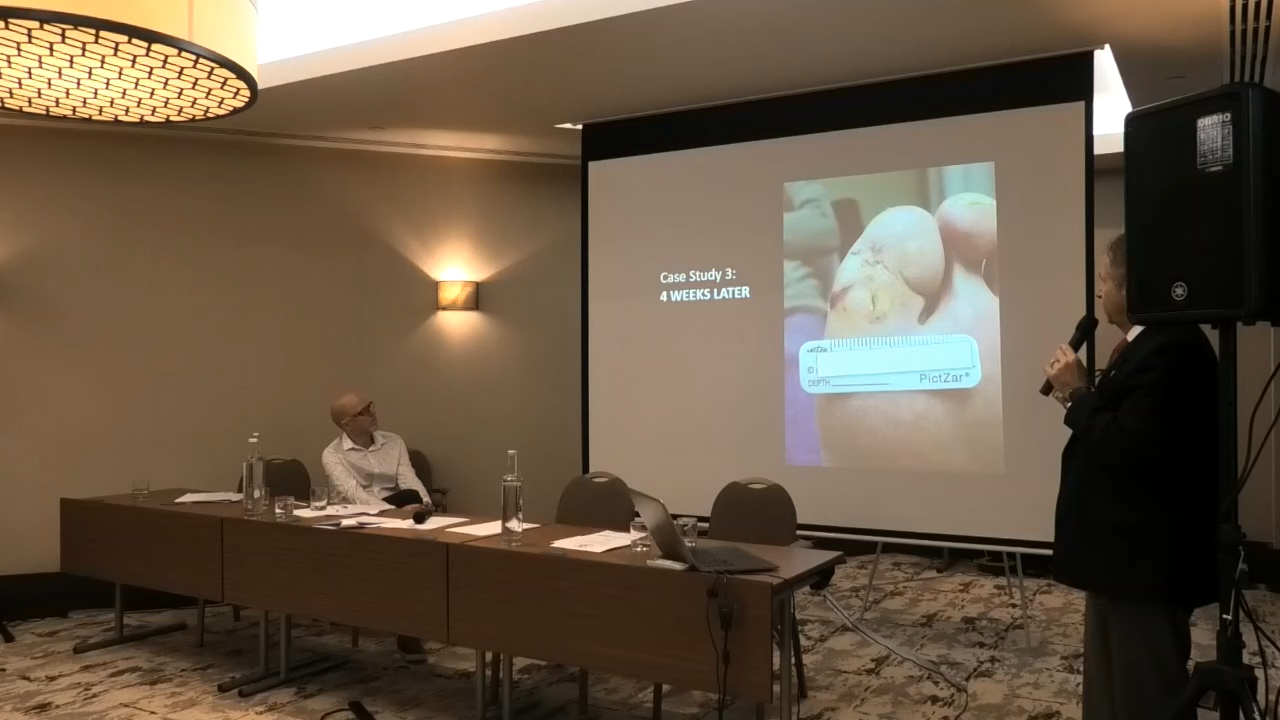 Case Study 3:
4 WEEKS LATER
ID
DEPTH
PictZar®
DBR10